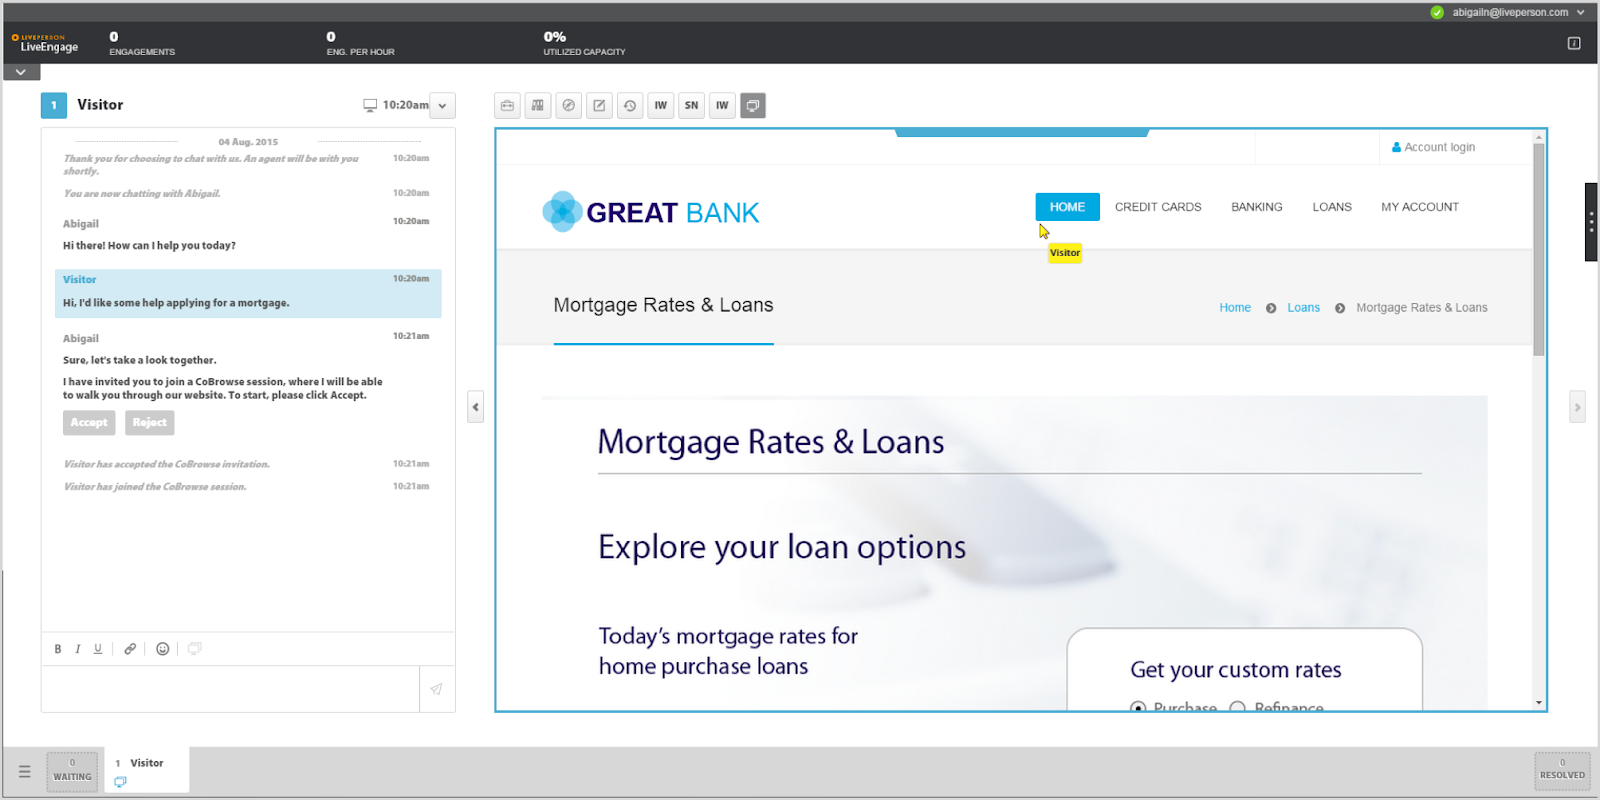 abigailn@liveperson.com
LIVEPERSON
LiveEngage
0
ENGAGEMENTS
0
ENG. PER HOUR
0%
UTILIZED CAPACITY
1 Visitor 10:20am
04 Aug. 2015
Thank you for choosing to chat with us. An agent will be with you 10:20am
shortly.
You are now chatting with Abigail. 10:20am
Abigail 10:20am
Hi there! How can I help you today?
Visitor 10:20am
Hi, I'd like some help applying for a mortgage.
Abigail 10:21am
Sure, let's take a look together.
I have invited you to join a CoBrowse session, where I will be able
to walk you through our website. To start, please click Accept.
Accept Reject
Visitor has accepted the CoBrowse invitation. 10:21am
Visitor has joined the CoBrowse session. 10:21am
B I U
IW SN IW
Account login
GREAT BANK
HOME CREDIT CARDS BANKING LOANS MY ACCOUNT
Visitor
Mortgage Rates & Loans
Home Loans Mortgage Rates & Loans
Mortgage Rates & Loans
Explore your loan options
Today's mortgage rates for
home purchase loans
Get your custom rates
Purchase Refinance
0
WAITING
1 Visitor
0
RESOLVED